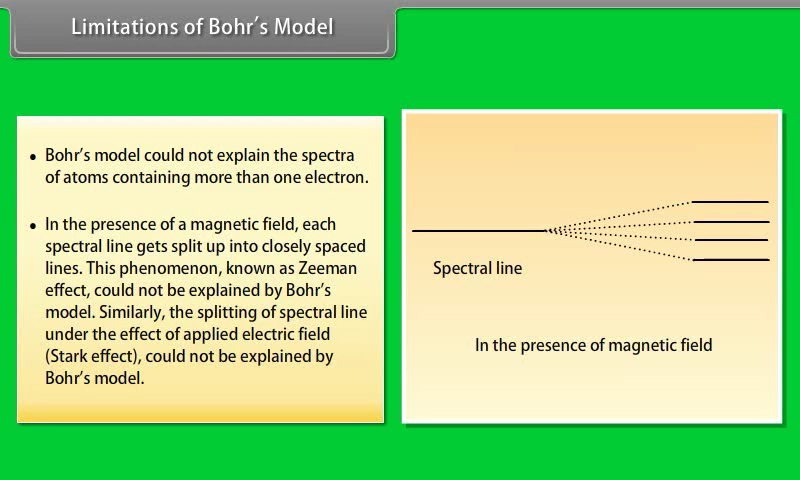 Limitations of Bohr's Model
• Bohr's model could not explain the spectra
of atoms containing more than one electron.
• In the presence of a magnetic field, each
spectral line gets split up into closely spaced
lines. This phenomenon, known as Zeeman
effect, could not be explained by Bohr's
model. Similarly, the splitting of spectral line
under the effect of applied electric field
(Stark effect), could not be explained by
Bohr's model.
Spectral line
In the presence of magnetic field